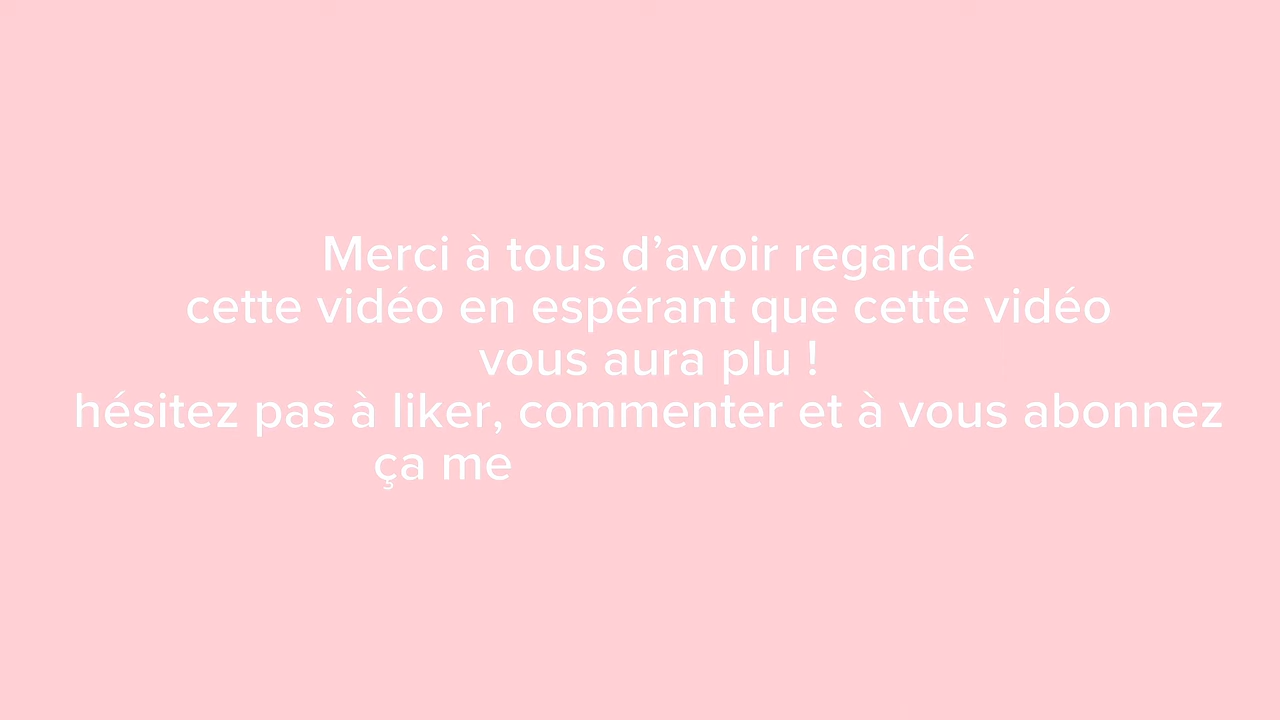 Merci à tous d’avoir regardé
cette vidéo en espérant que cette vidéo
vous aura plu !
hésitez pas à liker, commenter et à vous abonnez
ça me